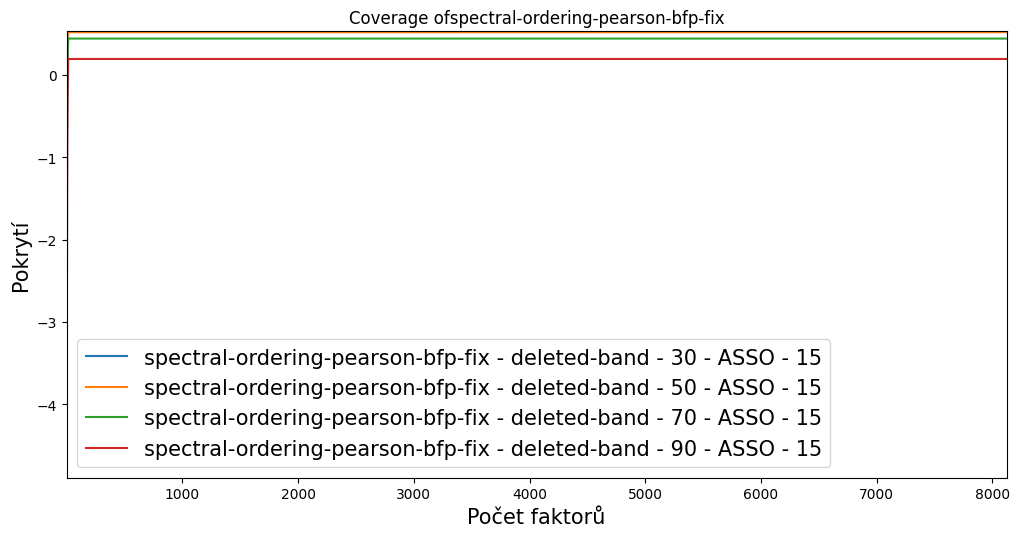 Coverage ofspectral-ordering-pearson-bfp-fix
Pokrytí
0
−1
−2
−3
−4
spectral-ordering-pearson-bfp-fix - deleted-band - 30 - ASSO - 15
spectral-ordering-pearson-bfp-fix - deleted-band - 50 - ASSO - 15
spectral-ordering-pearson-bfp-fix - deleted-band - 70 - ASSO - 15
spectral-ordering-pearson-bfp-fix - deleted-band - 90 - ASSO - 15
1000 2000 3000 4000 5000 6000 7000 8000
Počet faktorů